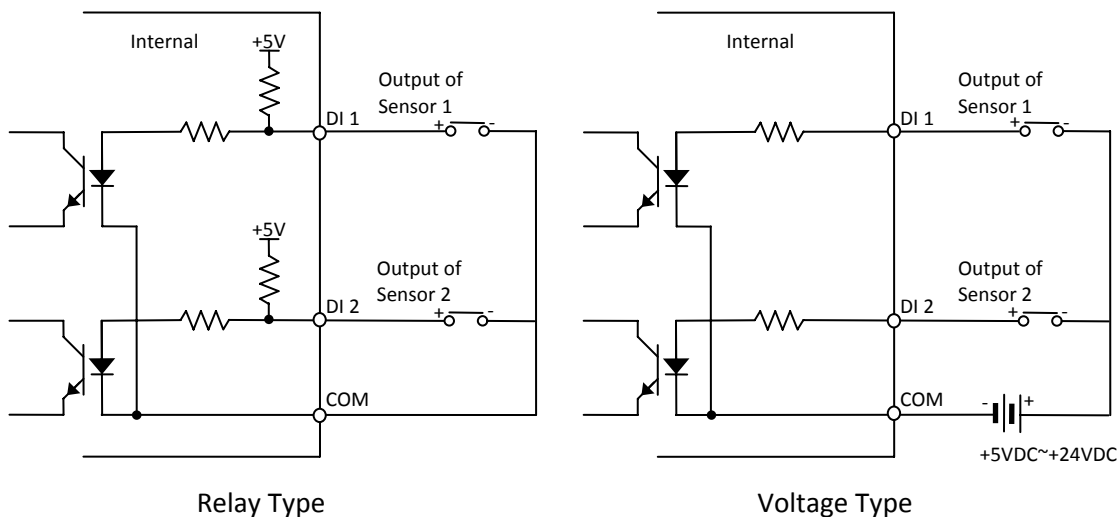 Internal
+5V
Output of
Sensor 1
DI 1
+ -
+5V
Output of
Sensor 2
DI 2
+ -
COM
Relay Type
Internal
Output of
Sensor 1
DI 1
+ -
Output of
Sensor 2
DI 2
+ -
COM
- +
+5VDC~+24VDC
Voltage Type